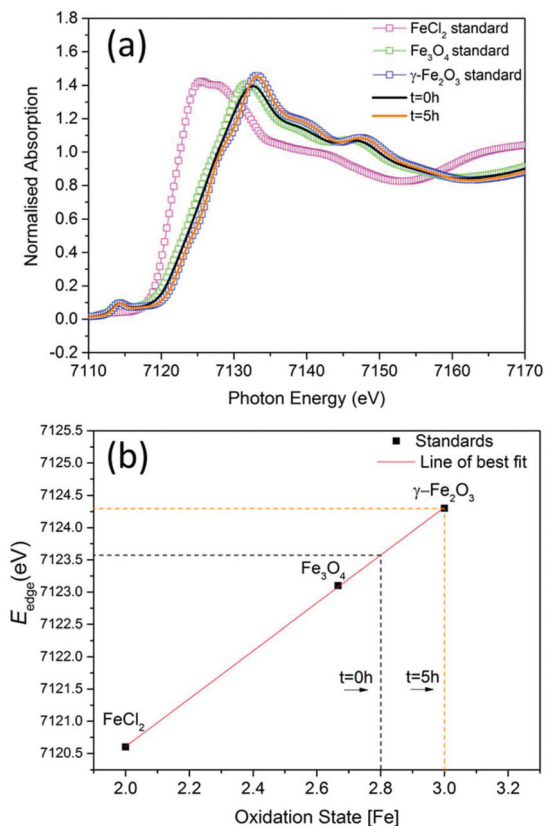 (a)
FeCl₂ standard
Fe₃O₄ standard
γ-Fe₂O₃ standard
t=0h
t=5h
1.8
1.6
1.4
1.2
1.0
0.8
0.6
0.4
0.2
0.0
-0.2
Normalised Absorption
7110 7120 7130 7140 7150 7160 7170
Photon Energy (eV)
(b)
Standards
Line of best fit
γ–Fe₂O₃
Fe₃O₄
FeCl₂
t=0h
t=5h
7125.5
7125.0
7124.5
7124.0
7123.5
7123.0
7122.5
7122.0
7121.5
7121.0
7120.5
E_edge(eV)
2.0 2.2 2.4 2.6 2.8 3.0 3.2
Oxidation State [Fe]